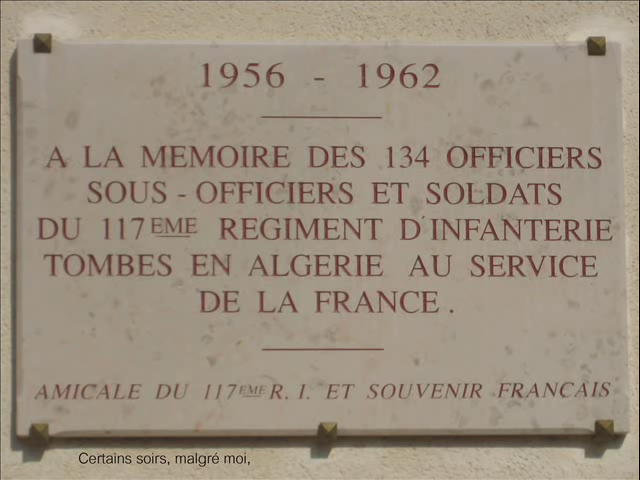 1956 - 1962
A LA MEMOIRE DES 134 OFFICIERS
SOUS - OFFICIERS ET SOLDATS
DU 117EME REGIMENT D'INFANTERIE
TOMBES EN ALGERIE AU SERVICE
DE LA FRANCE .
AMICALE DU 117EME R. I. ET SOUVENIR FRANCAIS
Certains soirs, malgré moi,